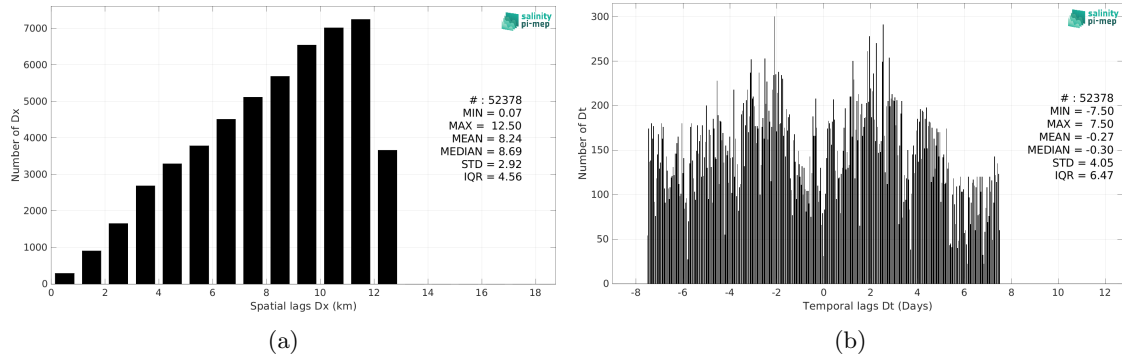 7000
6000
5000
4000
3000
2000
1000
0
Number of Dx
0 2 4 6 8 10 12 14 16 18
Spatial lags Dx (km)
salinity
pi-mep
# : 52378
MIN = 0.07
MAX = 12.50
MEAN = 8.24
MEDIAN = 8.69
STD = 2.92
IQR = 4.56
(a)
300
250
200
150
100
50
0
Number of Dt
-8 -6 -4 -2 0 2 4 6 8 10 12
Temporal lags Dt (Days)
salinity
pi-mep
# : 52378
MIN = -7.50
MAX = 7.50
MEAN = -0.27
MEDIAN = -0.30
STD = 4.05
IQR = 6.47
(b)